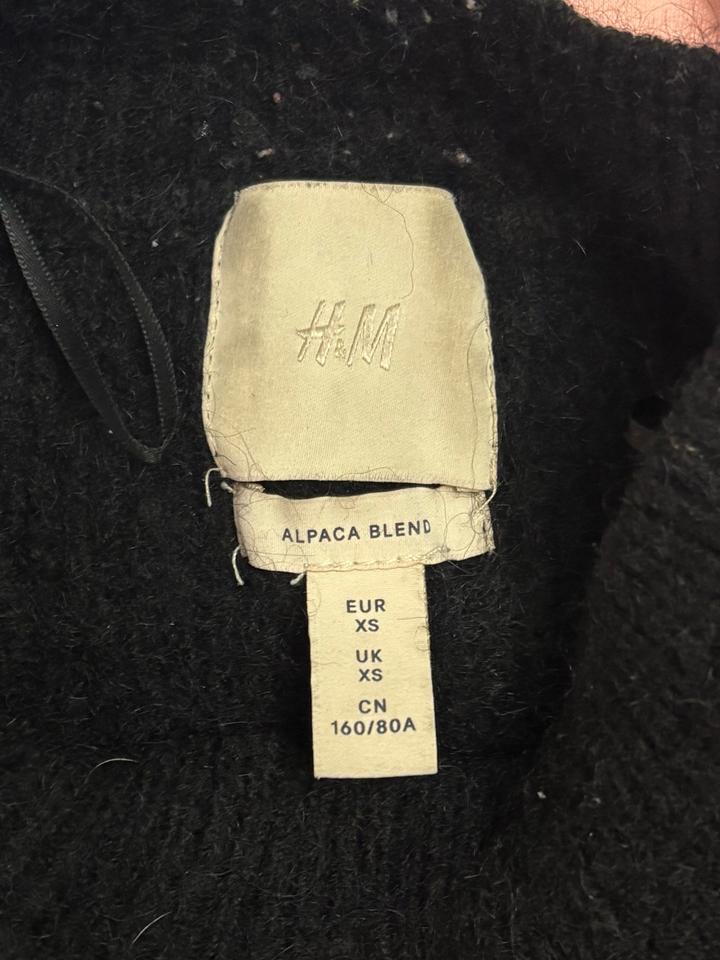 H&M
ALPACA BLEND
EUR
XS
UK
XS
CN
160/80A